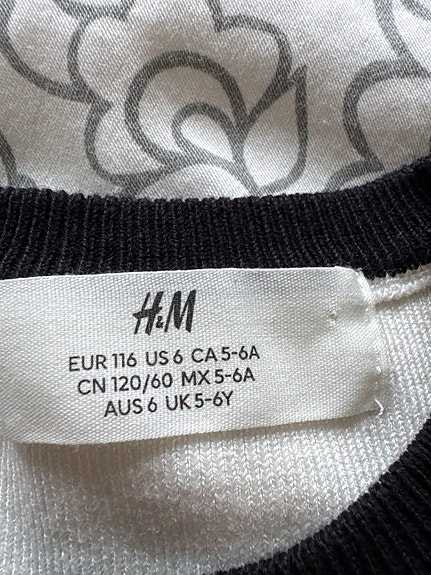 H&M
EUR 116 US 6 CA 5-6A
CN 120/60 MX 5-6A
AUS 6 UK 5-6Y